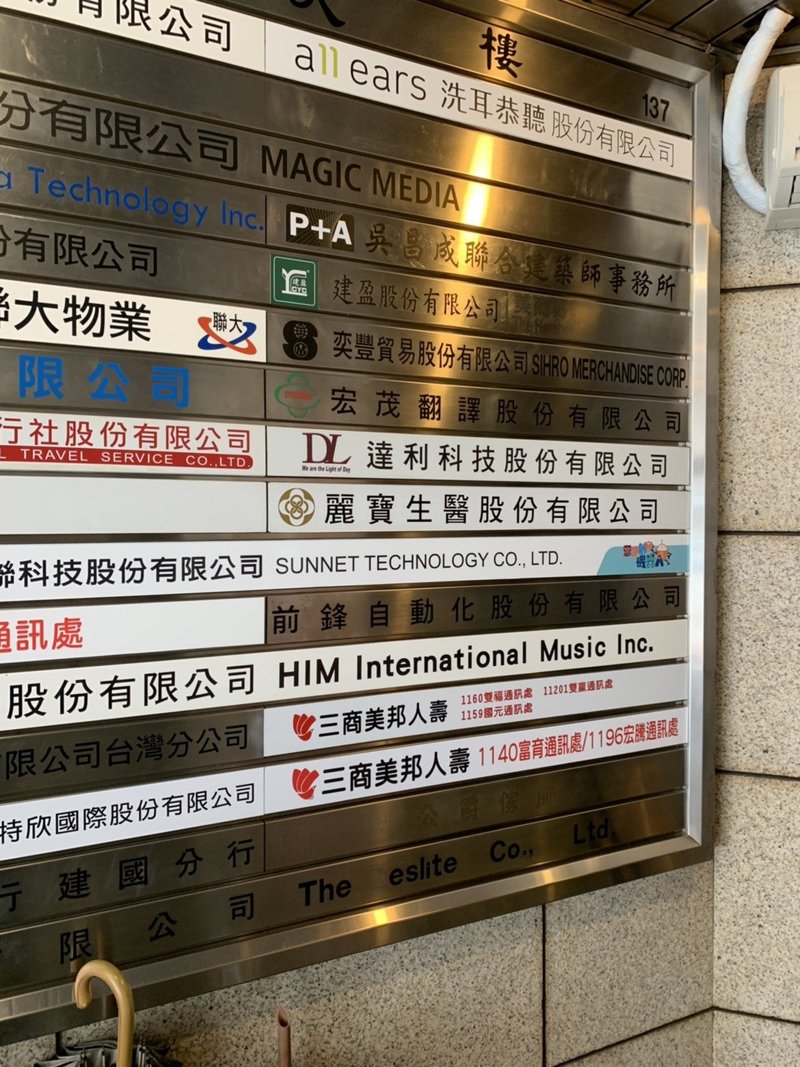 樓
137
份有限公司 all ears 洗耳恭聽 股份有限公司
份有限公司 MAGIC MEDIA
a Technology Inc. P+A 吳昌成聯合建築師事務所
份有限公司 建盈 CYC 建盈股份有限公司
聯大物業 聯大 奕豐貿易股份有限公司 SIHRO MERCHANDISE CORP.
限公司 宏茂翻譯股份有限公司
行社股份有限公司 DL 達利科技股份有限公司
L TRAVEL SERVICE CO.,LTD. We are the Light of Day
麗寶生醫股份有限公司
聯科技股份有限公司 SUNNET TECHNOLOGY CO., LTD.
通訊處 前鋒自動化股份有限公司
股份有限公司 HIM International Music Inc.
有限公司台灣分公司 三商美邦人壽 1160雙福通訊處 11201雙贏通訊處
1159國元通訊處
特欣國際股份有限公司 三商美邦人壽 1140富育通訊處/1196宏騰通訊處
行建國分行 公爵傢飾
限公司 The eslite Co., Ltd.